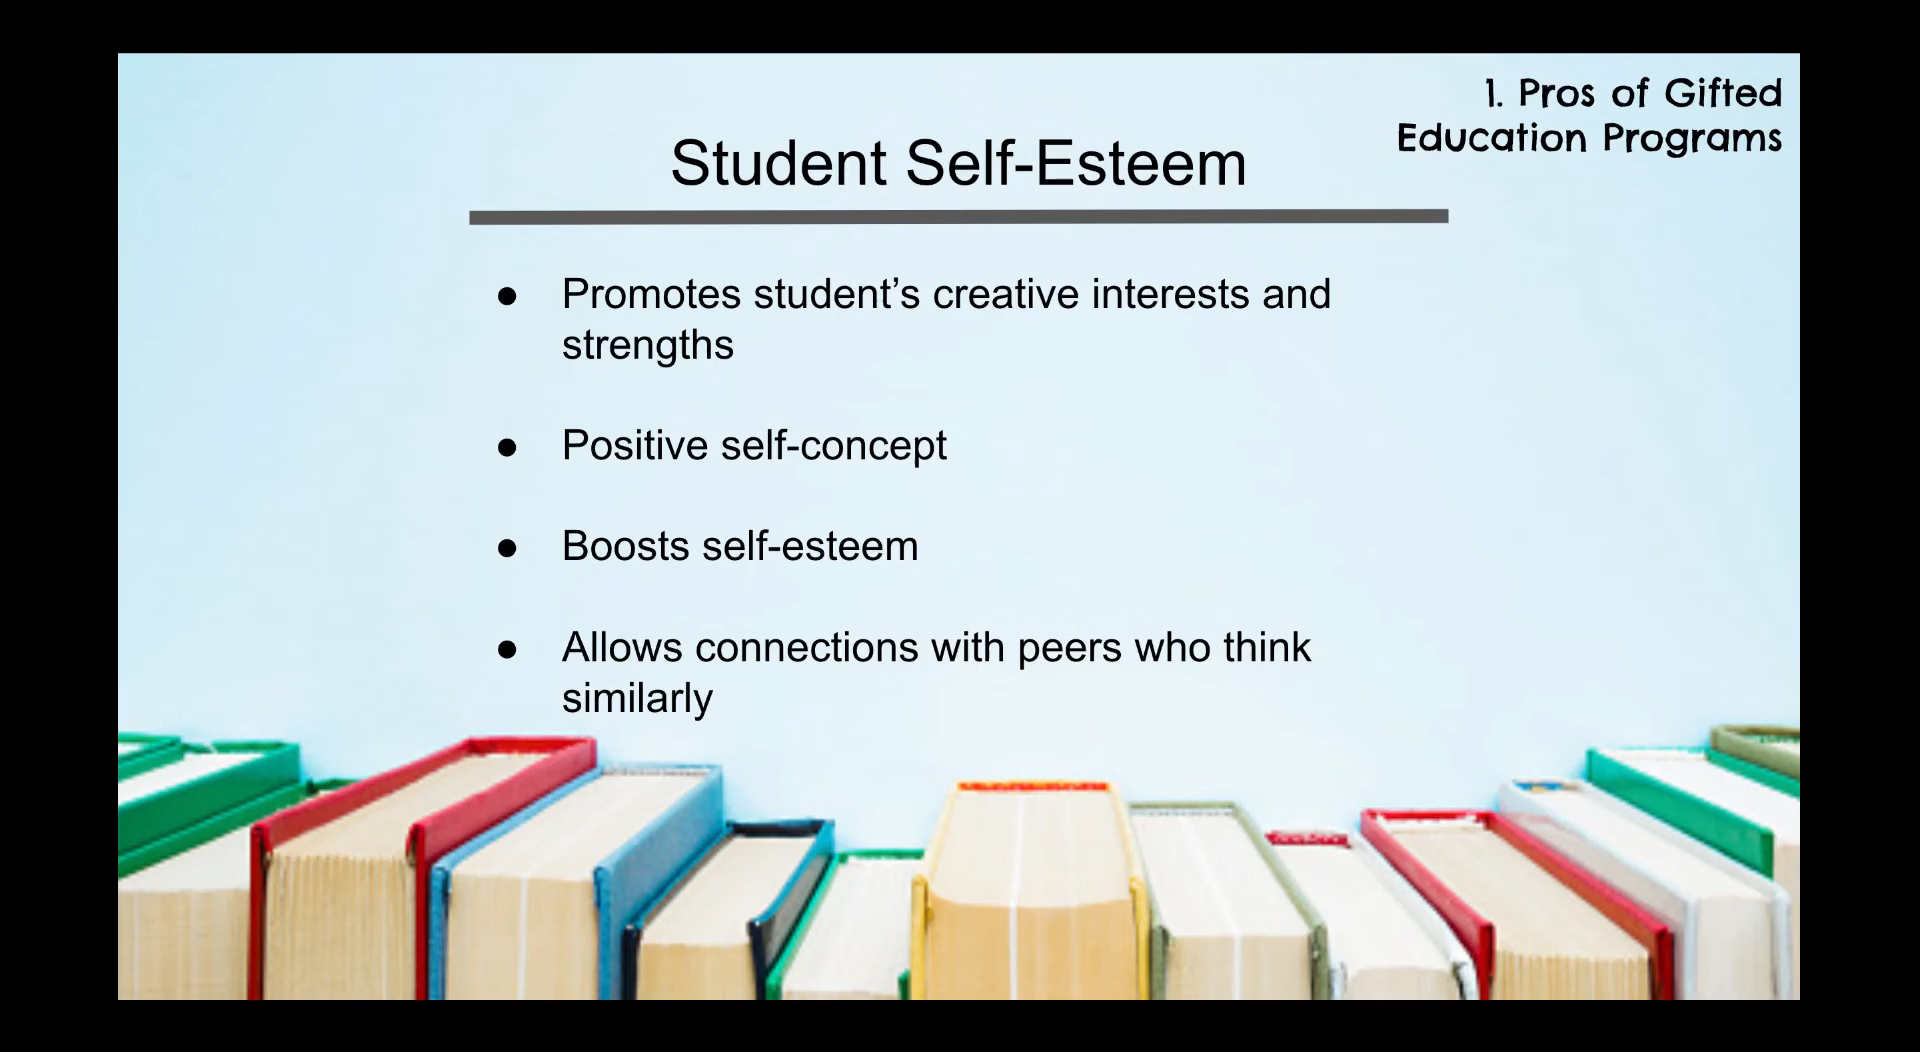 1. Pros of Gifted
Education Programs
Student Self-Esteem
● Promotes student’s creative interests and
strengths
● Positive self-concept
● Boosts self-esteem
● Allows connections with peers who think
similarly